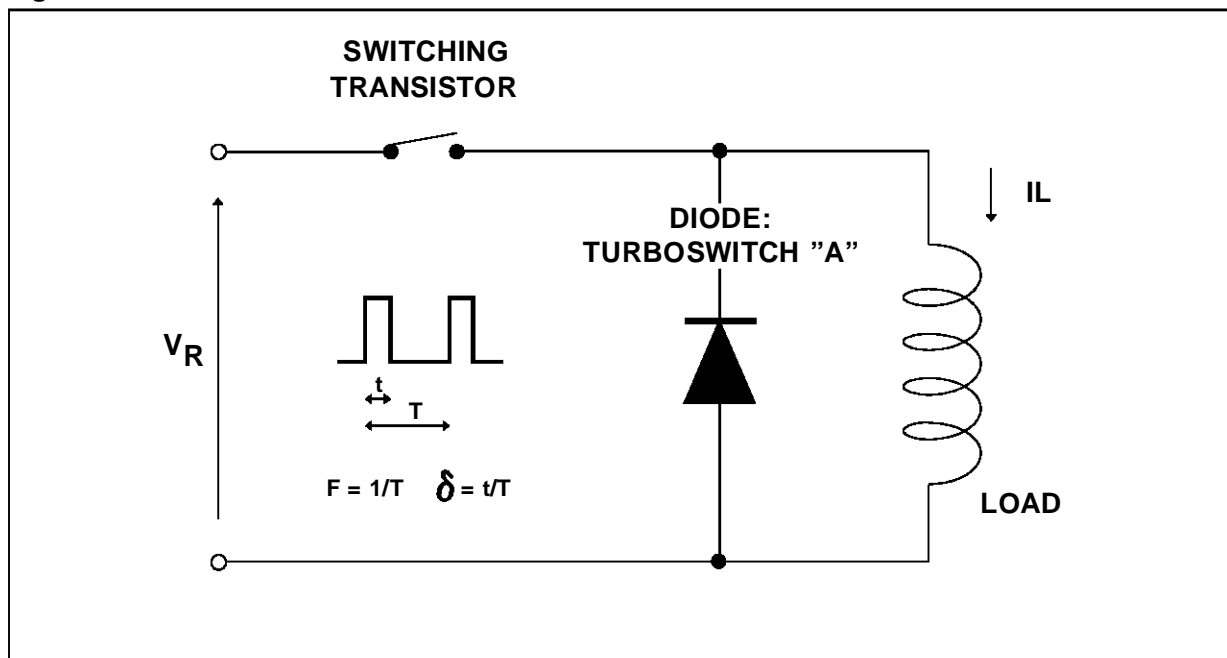 SWITCHING
TRANSISTOR
IL
DIODE:
TURBOSWITCH ”A”
VR
t
T
F = 1/T δ = t/T
LOAD